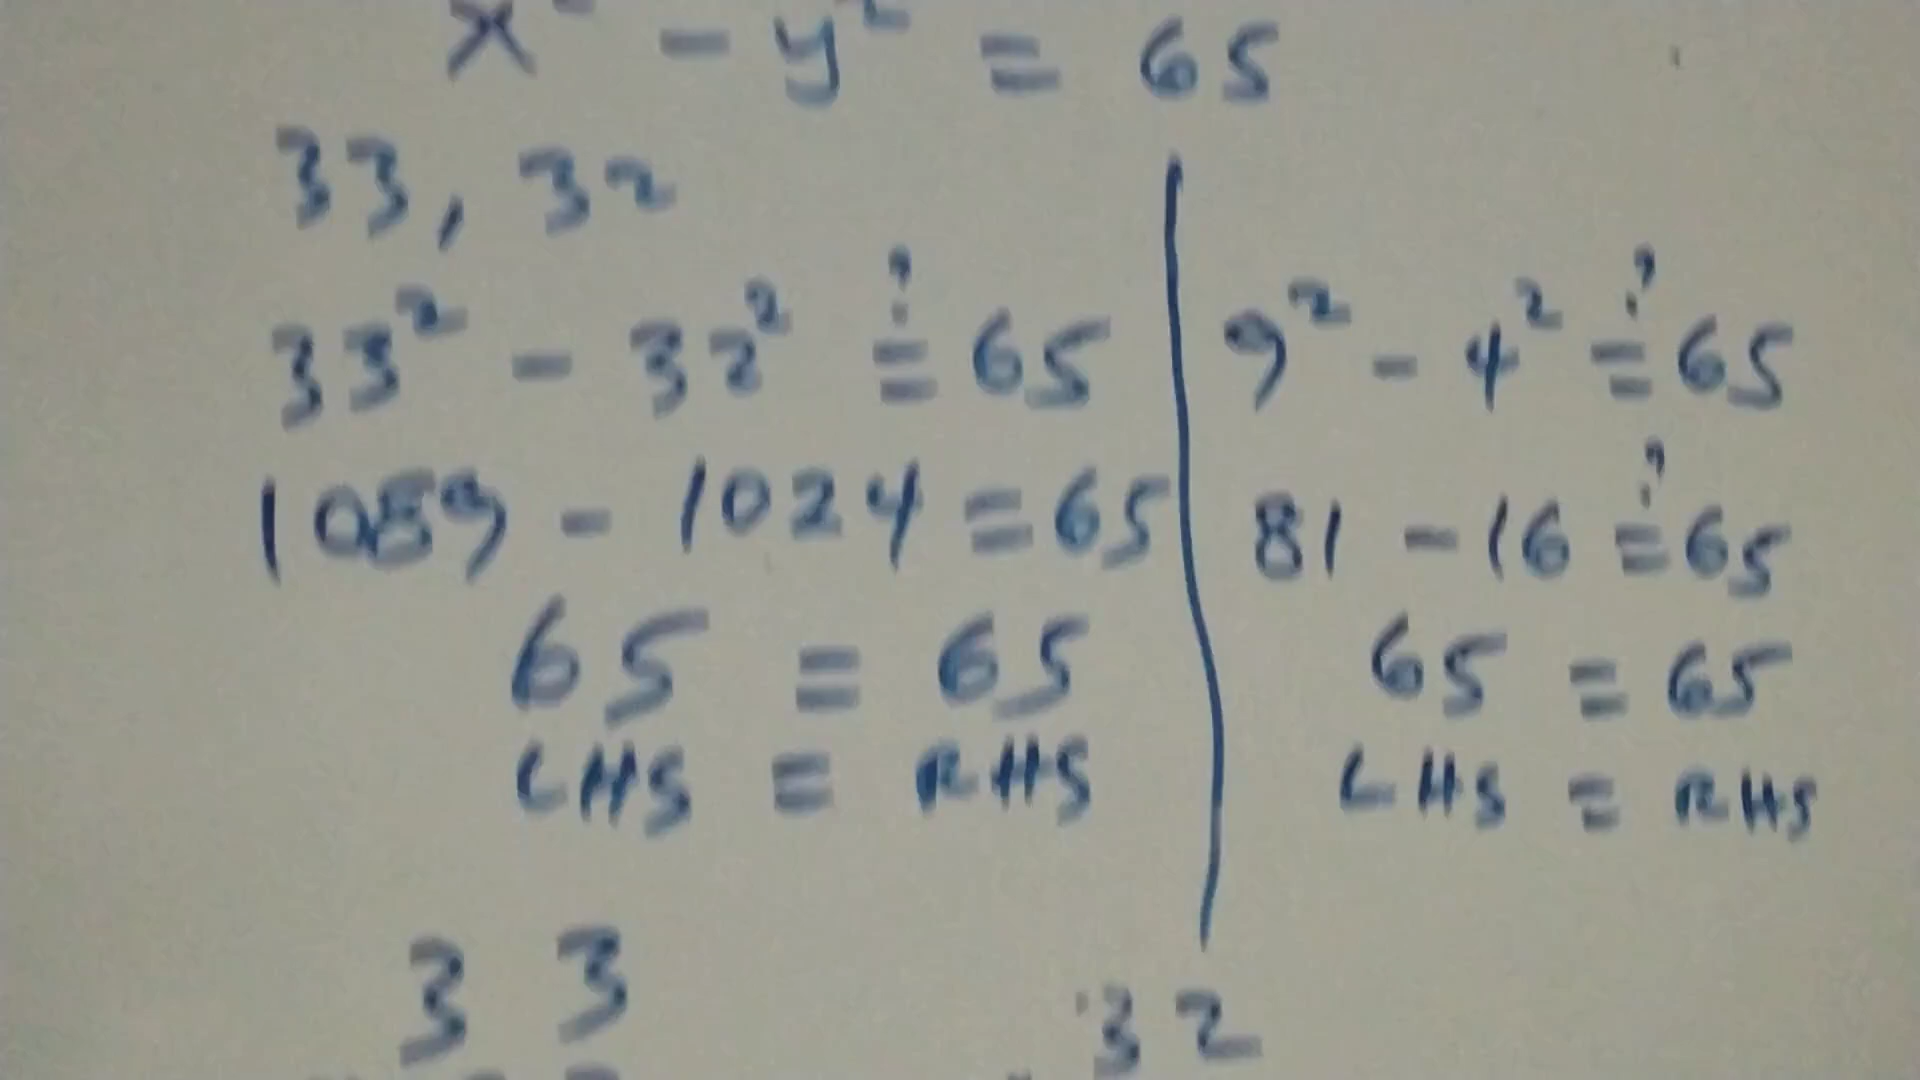 x² - y² = 65
33, 32
33² - 32² ≟ 65
1089 - 1024 = 65
65 = 65
LHS = RHS
9² - 4² ≟ 65
81 - 16 ≟ 65
65 = 65
LHS = RHS
33 32